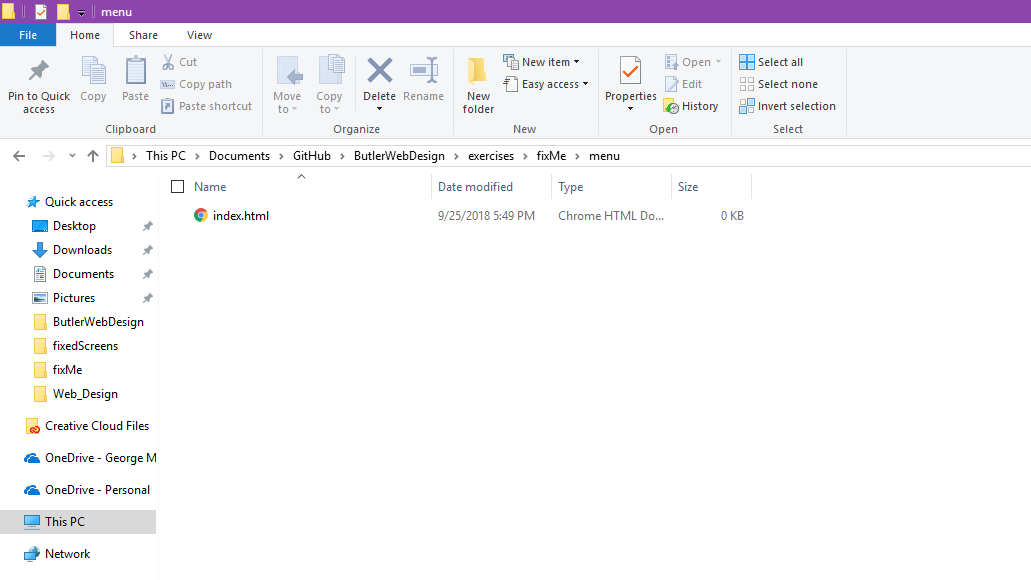 menu
File Home Share View
Pin to Quick access
Copy
Paste
Cut
Copy path
Paste shortcut
Clipboard
Move to
Copy to
Delete
Rename
Organize
New folder
New item
Easy access
New
Properties
Open
Edit
History
Open
Select all
Select none
Invert selection
Select
This PC > Documents > GitHub > ButlerWebDesign > exercises > fixMe > menu
Name Date modified Type Size
index.html 9/25/2018 5:49 PM Chrome HTML Do... 0 KB
Quick access
Desktop
Downloads
Documents
Pictures
ButlerWebDesign
fixedScreens
fixMe
Web_Design
Creative Cloud Files
OneDrive - George M
OneDrive - Personal
This PC
Network